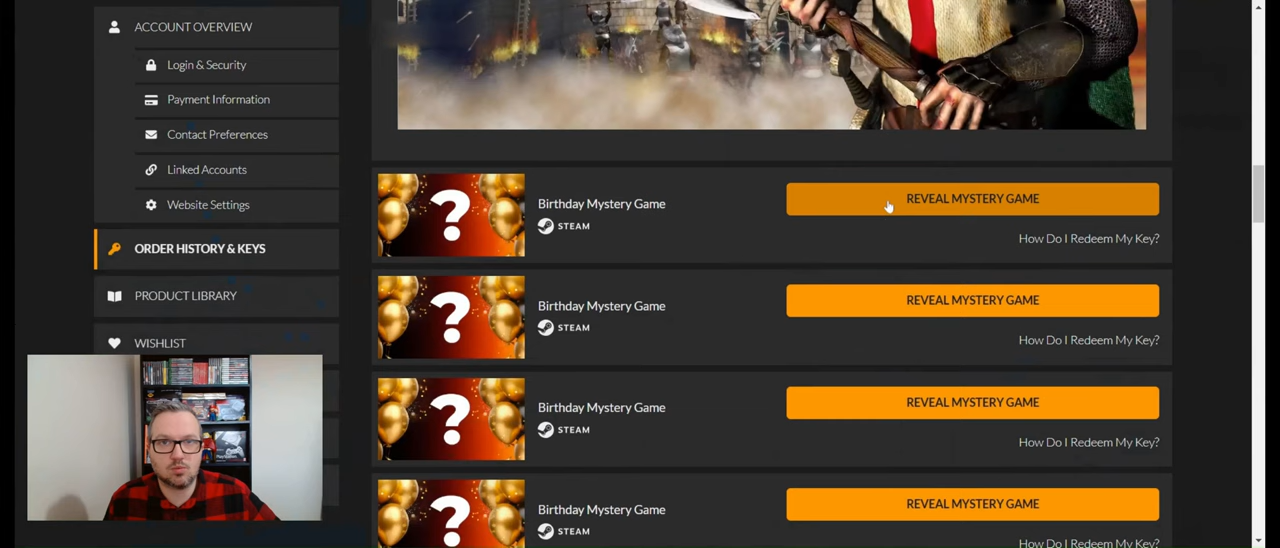 ACCOUNT OVERVIEW
Login & Security
Payment Information
Contact Preferences
Linked Accounts
Website Settings
ORDER HISTORY & KEYS
PRODUCT LIBRARY
WISHLIST
?
Birthday Mystery Game
STEAM
REVEAL MYSTERY GAME
How Do I Redeem My Key?
?
Birthday Mystery Game
STEAM
REVEAL MYSTERY GAME
How Do I Redeem My Key?
?
Birthday Mystery Game
STEAM
REVEAL MYSTERY GAME
How Do I Redeem My Key?
?
Birthday Mystery Game
STEAM
REVEAL MYSTERY GAME
How Do I Redeem My Key?